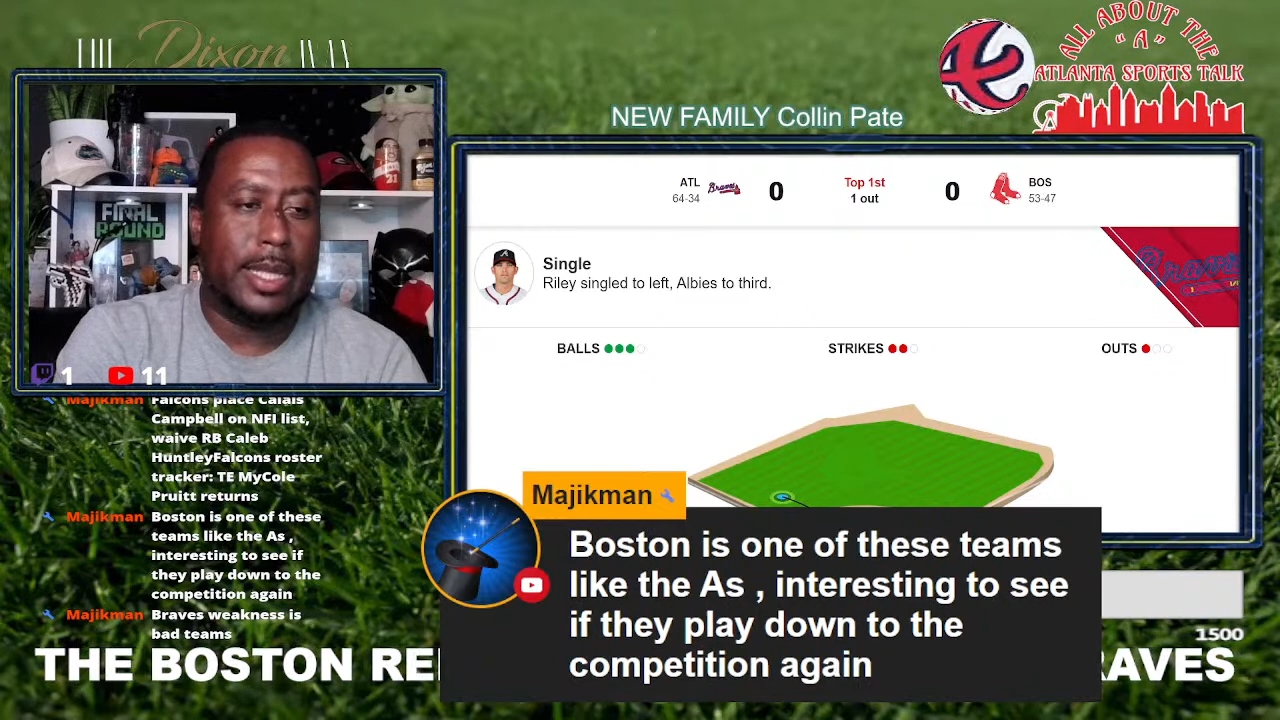 Dixon
ALL ABOUT THE
"A"
ATLANTA SPORTS TALK
NEW FAMILY Collin Pate
FINAL
ROUND
21
1
11
ATL
64-34
Braves
0
Top 1st
1 out
0
BOS
53-47
Single
Riley singled to left, Albies to third.
Braves
BALLS
STRIKES
OUTS
Majikman Falcons place Calais
Campbell on NFI list,
waive RB Caleb
HuntleyFalcons roster
tracker: TE MyCole
Pruitt returns
Majikman Boston is one of these
teams like the As ,
interesting to see if
they play down to the
competition again
Majikman Braves weakness is
bad teams
Majikman
Boston is one of these teams
like the As , interesting to see
if they play down to the
competition again
1500
THE BOSTON RE
RAVES